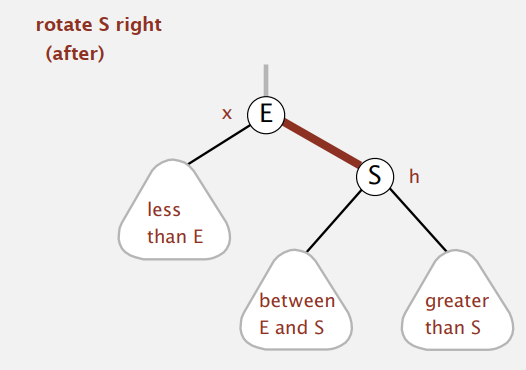 rotate S right
(after)
x
E
S
h
less
than E
between
E and S
greater
than S